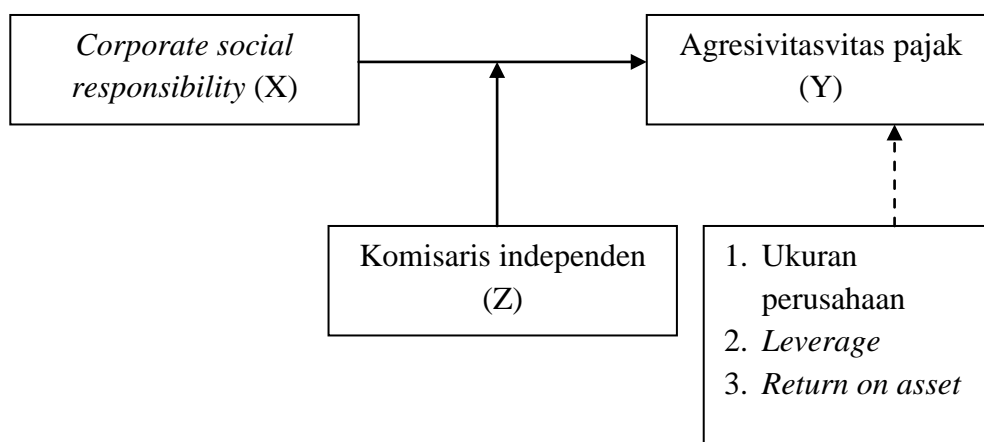 Corporate social
responsibility (X)
Agresivitasvitas pajak
(Y)
Komisaris independen
(Z)
1. Ukuran
perusahaan
2. Leverage
3. Return on asset